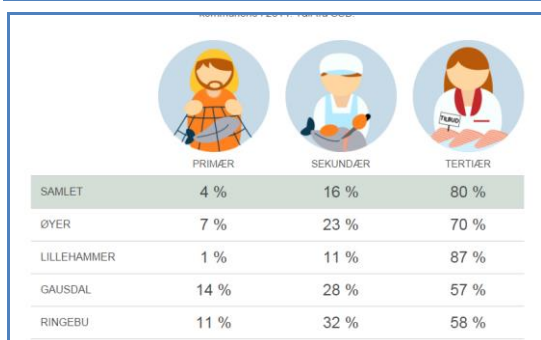 TILBUD
PRIMÆR SEKUNDÆR TERTIÆR
SAMLET 4 % 16 % 80 %
ØYER 7 % 23 % 70 %
LILLEHAMMER 1 % 11 % 87 %
GAUSDAL 14 % 28 % 57 %
RINGEBU 11 % 32 % 58 %